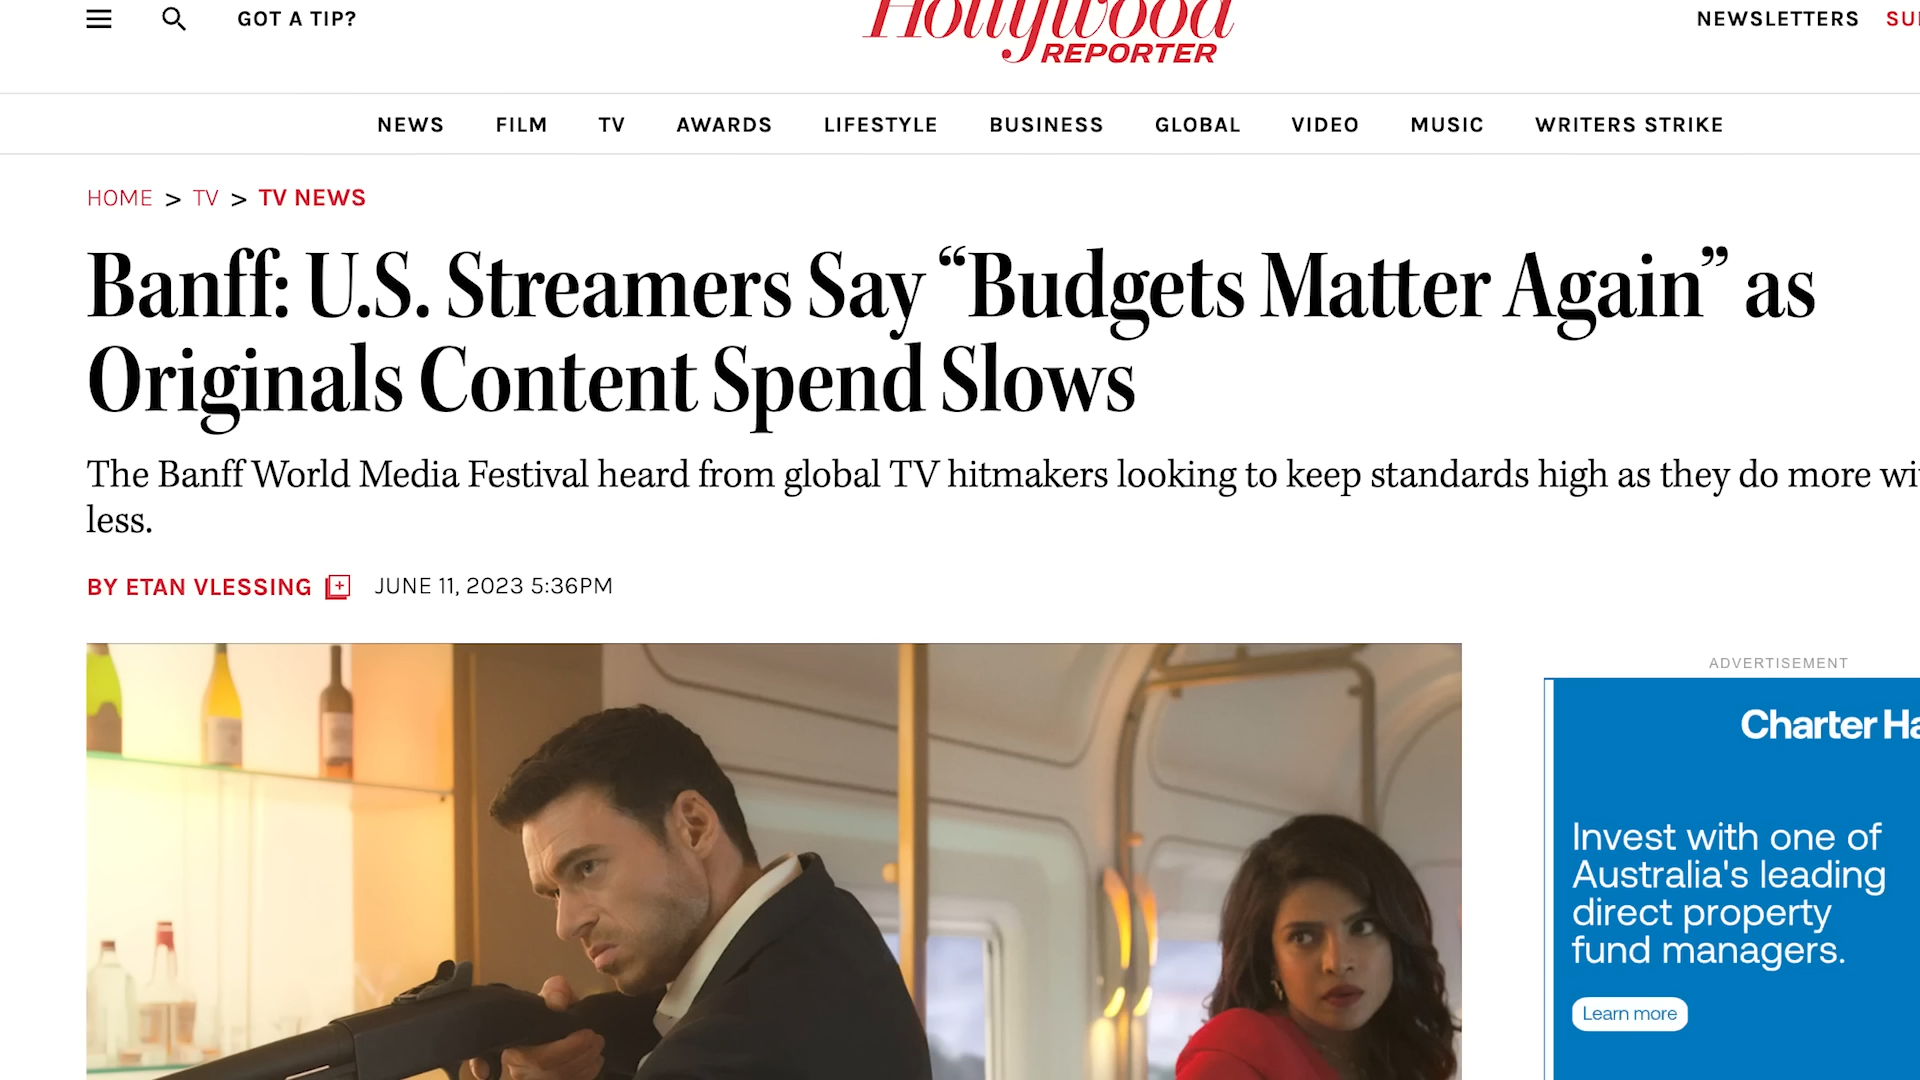 GOT A TIP?
Hollywood
REPORTER
NEWSLETTERS
NEWS FILM TV AWARDS LIFESTYLE BUSINESS GLOBAL VIDEO MUSIC WRITERS STRIKE
HOME > TV > TV NEWS
Banff: U.S. Streamers Say “Budgets Matter Again” as
Originals Content Spend Slows
The Banff World Media Festival heard from global TV hitmakers looking to keep standards high as they do more
less.
BY ETAN VLESSING JUNE 11, 2023 5:36PM
ADVERTISEMENT
Charter
Invest with one of
Australia's leading
direct property
fund managers.
Learn more